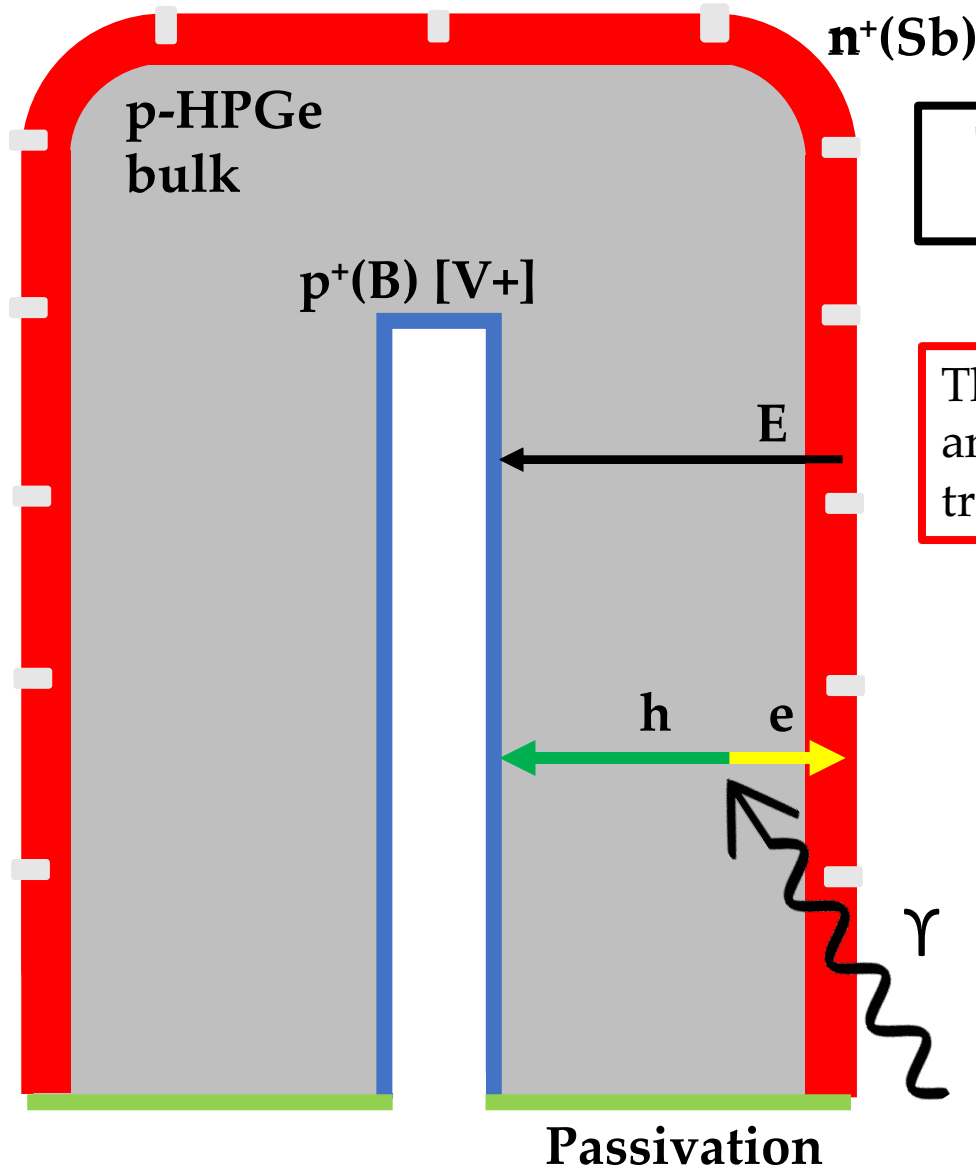 n⁺(Sb)
p-HPGe
bulk
p⁺(B) [V+]
E
h e
ϒ
Passivation